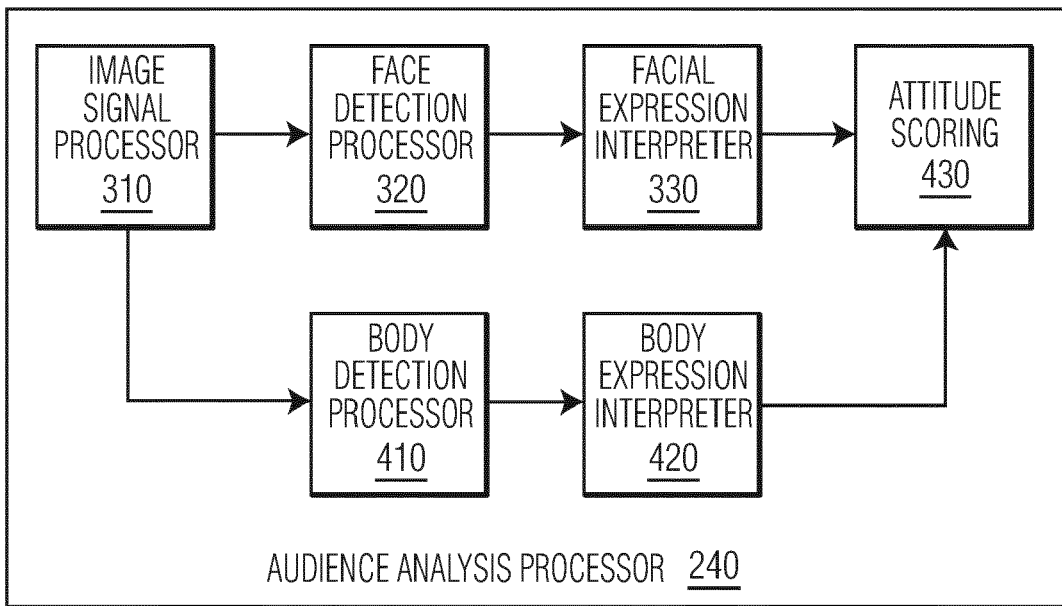 IMAGE
SIGNAL
PROCESSOR
310
FACE
DETECTION
PROCESSOR
320
FACIAL
EXPRESSION
INTERPRETER
330
ATTITUDE
SCORING
430
BODY
DETECTION
PROCESSOR
410
BODY
EXPRESSION
INTERPRETER
420
AUDIENCE ANALYSIS PROCESSOR 240